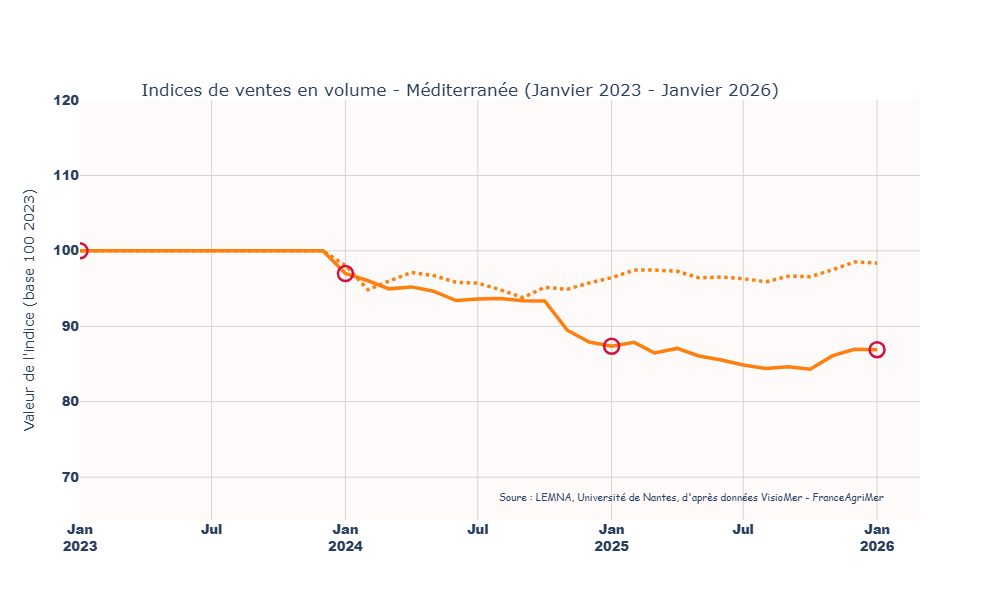 Indices de ventes en volume - Méditerranée (Janvier 2023 - Janvier 2026)
Valeur de l'indice (base 100 2023)
120
110
100
90
80
70
Soure : LEMNA, Université de Nantes, d'après données VisioMer - FranceAgriMer
Jan Jul Jan Jul Jan Jul Jan
2023 2024 2025 2026